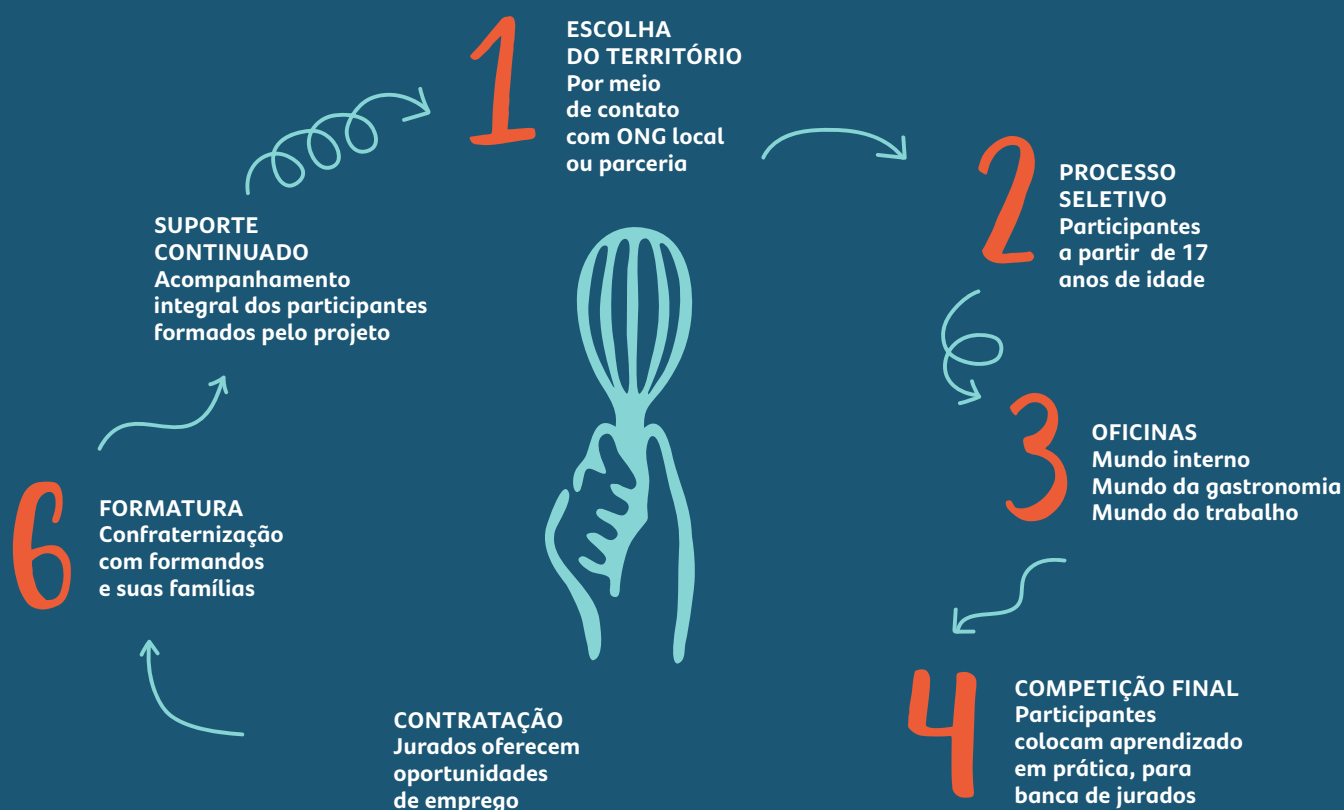 1
ESCOLHA
DO TERRITÓRIO
Por meio
de contato
com ONG local
ou parceria
2
PROCESSO
SELETIVO
Participantes
a partir de 17
anos de idade
3
OFICINAS
Mundo interno
Mundo da gastronomia
Mundo do trabalho
4
COMPETIÇÃO FINAL
Participantes
colocam aprendizado
em prática, para
banca de jurados
CONTRATAÇÃO
Jurados oferecem
oportunidades
de emprego
6
FORMATURA
Confraternização
com formandos
e suas famílias
SUPORTE
CONTINUADO
Acompanhamento
integral dos participantes
formados pelo projeto